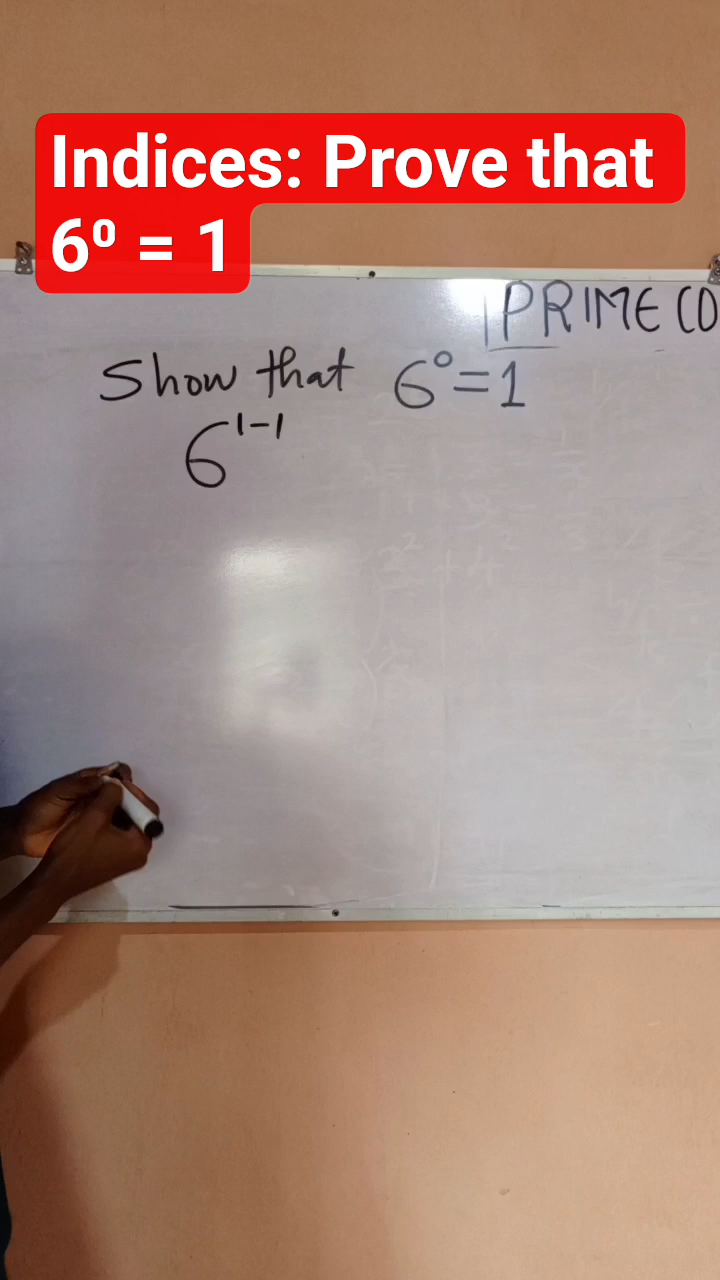 Indices: Prove that
6⁰ = 1
PRIME CO
Show that 6⁰=1
6¹⁻¹